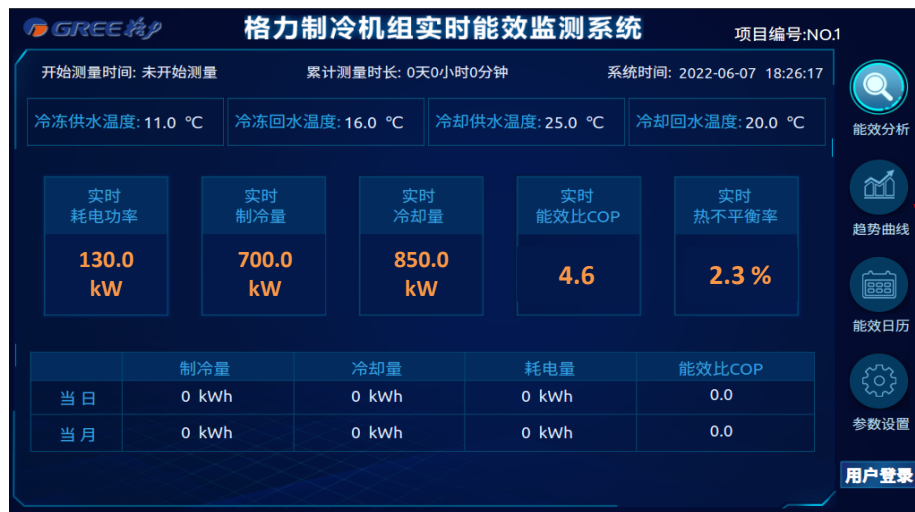 GREE格力
格力制冷机组实时能效监测系统
项目编号:NO.1
开始测量时间: 未开始测量
累计测量时长: 0天0小时0分钟
系统时间: 2022-06-07 18:26:17
冷冻供水温度: 11.0 ℃
冷冻回水温度: 16.0 ℃
冷却供水温度: 25.0 ℃
冷却回水温度: 20.0 ℃
实时
耗电功率
130.0
kW
实时
制冷量
700.0
kW
实时
冷却量
850.0
kW
实时
能效比COP
4.6
实时
热不平衡率
2.3 %
制冷量 冷却量 耗电量 能效比COP
当日 0 kWh 0 kWh 0 kWh 0.0
当月 0 kWh 0 kWh 0 kWh 0.0
能效分析
趋势曲线
能效日历
参数设置
用户登录